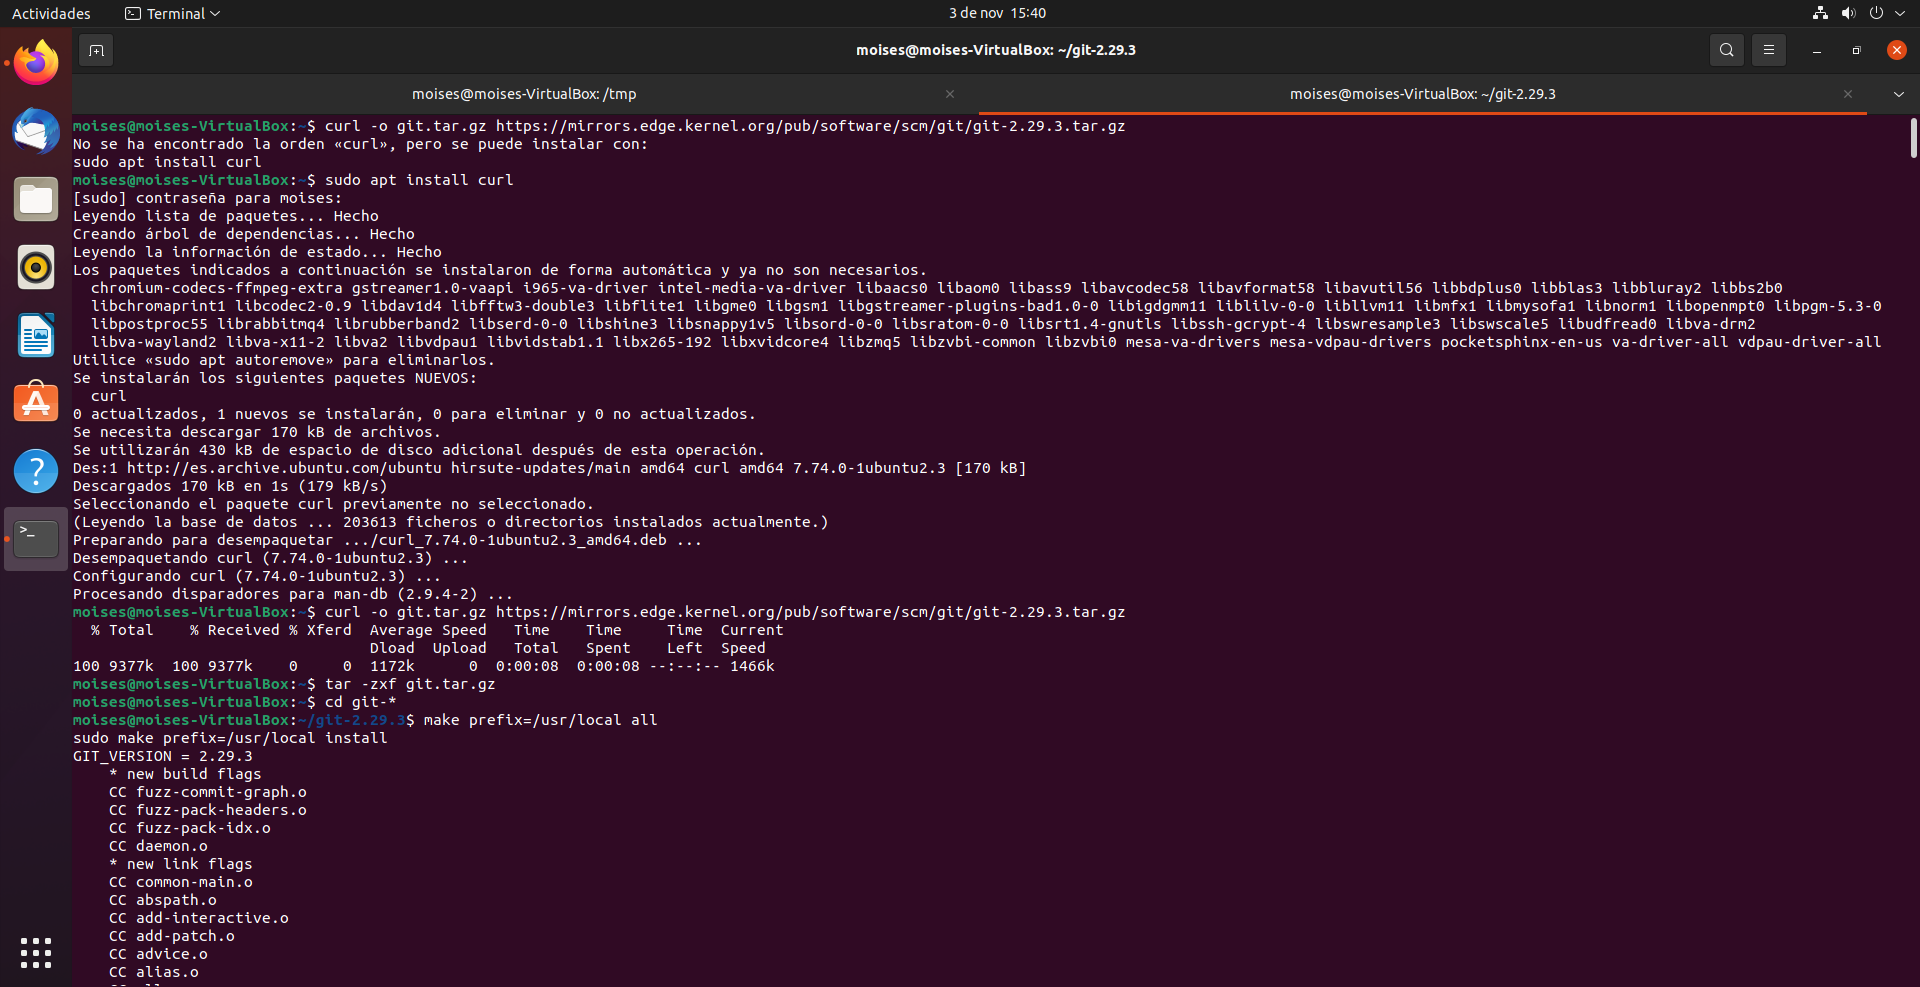 Actividades
Terminal
3 de nov 15:40
moises@moises-VirtualBox: ~/git-2.29.3
moises@moises-VirtualBox: /tmp
moises@moises-VirtualBox: ~/git-2.29.3
moises@moises-VirtualBox:~$ curl -o git.tar.gz https://mirrors.edge.kernel.org/pub/software/scm/git/git-2.29.3.tar.gz
No se ha encontrado la orden «curl», pero se puede instalar con:
sudo apt install curl
moises@moises-VirtualBox:~$ sudo apt install curl
[sudo] contraseña para moises:
Leyendo lista de paquetes... Hecho
Creando árbol de dependencias... Hecho
Leyendo la información de estado... Hecho
Los paquetes indicados a continuación se instalaron de forma automática y ya no son necesarios.
chromium-codecs-ffmpeg-extra gstreamer1.0-vaapi i965-va-driver intel-media-va-driver libaacs0 libaom0 libass9 libavcodec58 libavformat58 libavutil56 libbdplus0 libblas3 libbluray2 libbs2b0
libchromaprint1 libcodec2-0.9 libdav1d4 libfftw3-double3 libflite1 libgme0 libgsm1 libgstreamer-plugins-bad1.0-0 libigdgmm11 liblilv-0-0 libllvm11 libmfx1 libmysofa1 libnorm1 libopenmpt0 libpgm-5.3-0
libpostproc55 librabbitmq4 librubberband2 libserd-0-0 libshine3 libsnappy1v5 libsord-0-0 libsratom-0-0 libsrt1.4-gnutls libssh-gcrypt-4 libswresample3 libswscale5 libudfread0 libva-drm2
libva-wayland2 libva-x11-2 libva2 libvdpau1 libvidstab1.1 libx265-192 libxvidcore4 libzmq5 libzvbi-common libzvbi0 mesa-va-drivers mesa-vdpau-drivers pocketsphinx-en-us va-driver-all vdpau-driver-all
Utilice «sudo apt autoremove» para eliminarlos.
Se instalarán los siguientes paquetes NUEVOS:
curl
0 actualizados, 1 nuevos se instalarán, 0 para eliminar y 0 no actualizados.
Se necesita descargar 170 kB de archivos.
Se utilizarán 430 kB de espacio de disco adicional después de esta operación.
Des:1 http://es.archive.ubuntu.com/ubuntu hirsute-updates/main amd64 curl amd64 7.74.0-1ubuntu2.3 [170 kB]
Descargados 170 kB en 1s (179 kB/s)
Seleccionando el paquete curl previamente no seleccionado.
(Leyendo la base de datos ... 203613 ficheros o directorios instalados actualmente.)
Preparando para desempaquetar .../curl_7.74.0-1ubuntu2.3_amd64.deb ...
Desempaquetando curl (7.74.0-1ubuntu2.3) ...
Configurando curl (7.74.0-1ubuntu2.3) ...
Procesando disparadores para man-db (2.9.4-2) ...
moises@moises-VirtualBox:~$ curl -o git.tar.gz https://mirrors.edge.kernel.org/pub/software/scm/git/git-2.29.3.tar.gz
% Total % Received % Xferd Average Speed Time Time Time Current
Dload Upload Total Spent Left Speed
100 9377k 100 9377k 0 0 1172k 0 0:00:08 0:00:08 --:--:-- 1466k
moises@moises-VirtualBox:~$ tar -zxf git.tar.gz
moises@moises-VirtualBox:~$ cd git-*
moises@moises-VirtualBox:~/git-2.29.3$ make prefix=/usr/local all
sudo make prefix=/usr/local install
GIT_VERSION = 2.29.3
* new build flags
CC fuzz-commit-graph.o
CC fuzz-pack-headers.o
CC fuzz-pack-idx.o
CC daemon.o
* new link flags
CC common-main.o
CC abspath.o
CC add-interactive.o
CC add-patch.o
CC advice.o
CC alias.o